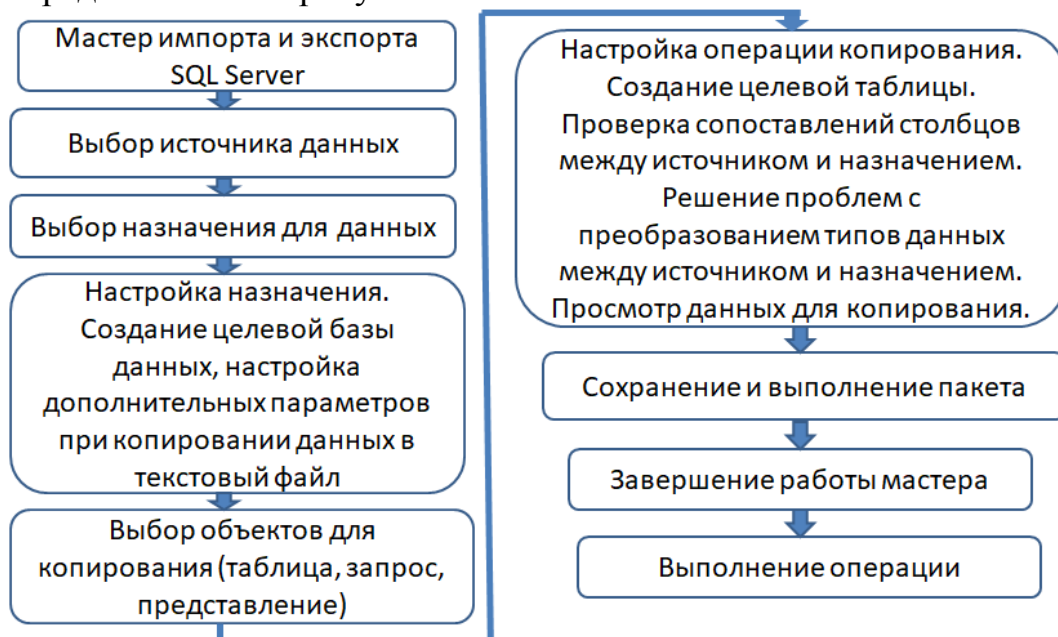 Мастер импорта и экспорта
SQL Server
Выбор источника данных
Выбор назначения для данных
Настройка назначения.
Создание целевой базы
данных, настройка
дополнительных параметров
при копировании данных в
текстовый файл
Выбор объектов для
копирования (таблица, запрос,
представление)
Настройка операции копирования.
Создание целевой таблицы.
Проверка сопоставлений столбцов
между источником и назначением.
Решение проблем с
преобразованием типов данных
между источником и назначением.
Просмотр данных для копирования.
Сохранение и выполнение пакета
Завершение работы мастера
Выполнение операции